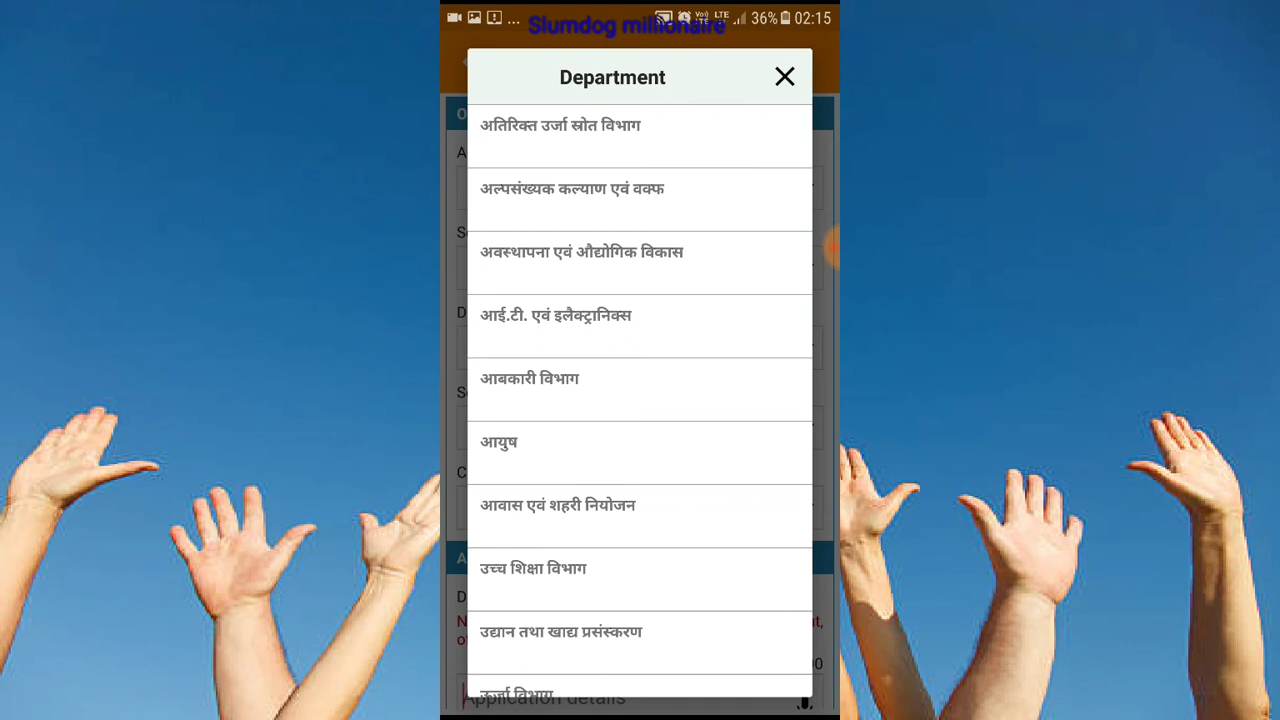 ... LTE 36% 02:15
Slumdog millionaire
Department
अतिरिक्त उर्जा स्रोत विभाग
अल्पसंख्यक कल्याण एवं वक्फ
अवस्थापना एवं औद्योगिक विकास
आई.टी. एवं इलैक्ट्रानिक्स
आबकारी विभाग
आयुष
आवास एवं शहरी नियोजन
उच्च शिक्षा विभाग
उद्यान तथा खाद्य प्रसंस्करण
उर्जा विभाग
Application details